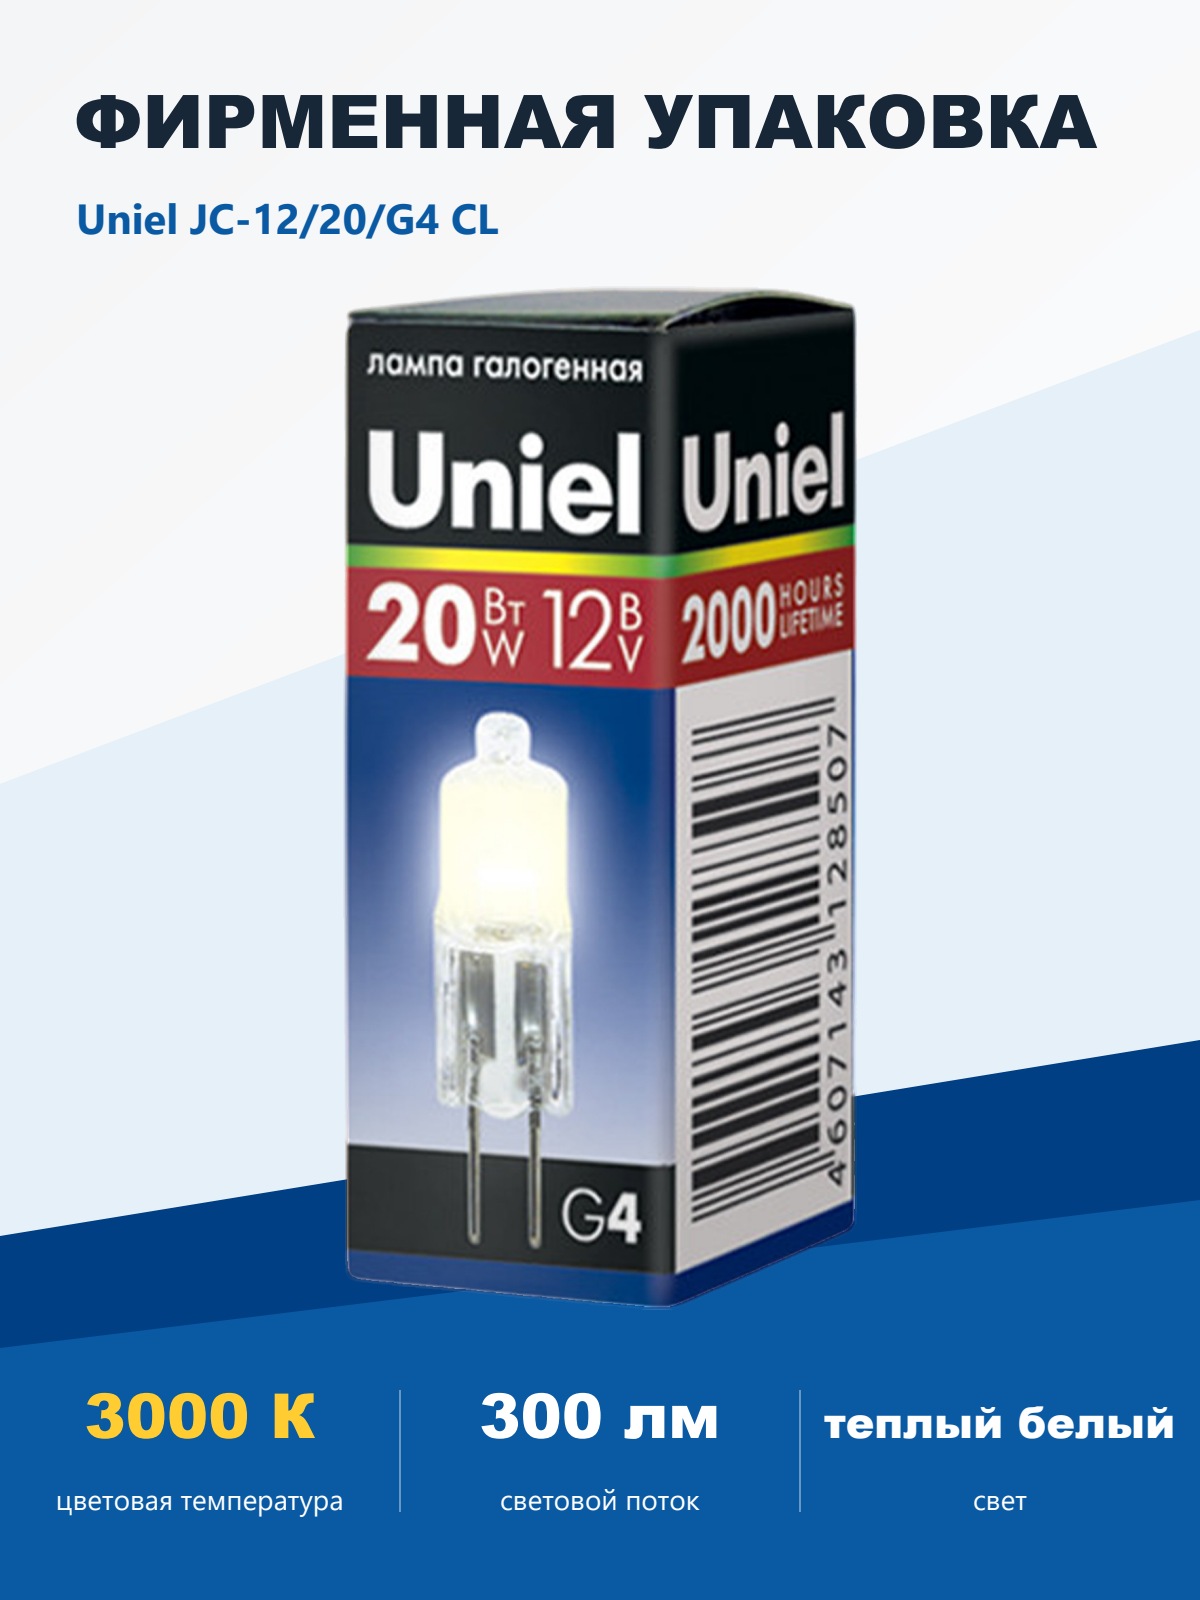 ФИРМЕННАЯ УПАКОВКА
Uniel JC-12/20/G4 CL
лампа галогенная
Uniel
20 Вт W 12 В V
G4
Uniel
2000 HOURS LIFETIME
4607143128507
3000 К
цветовая температура
300 лм
световой поток
теплый белый
свет